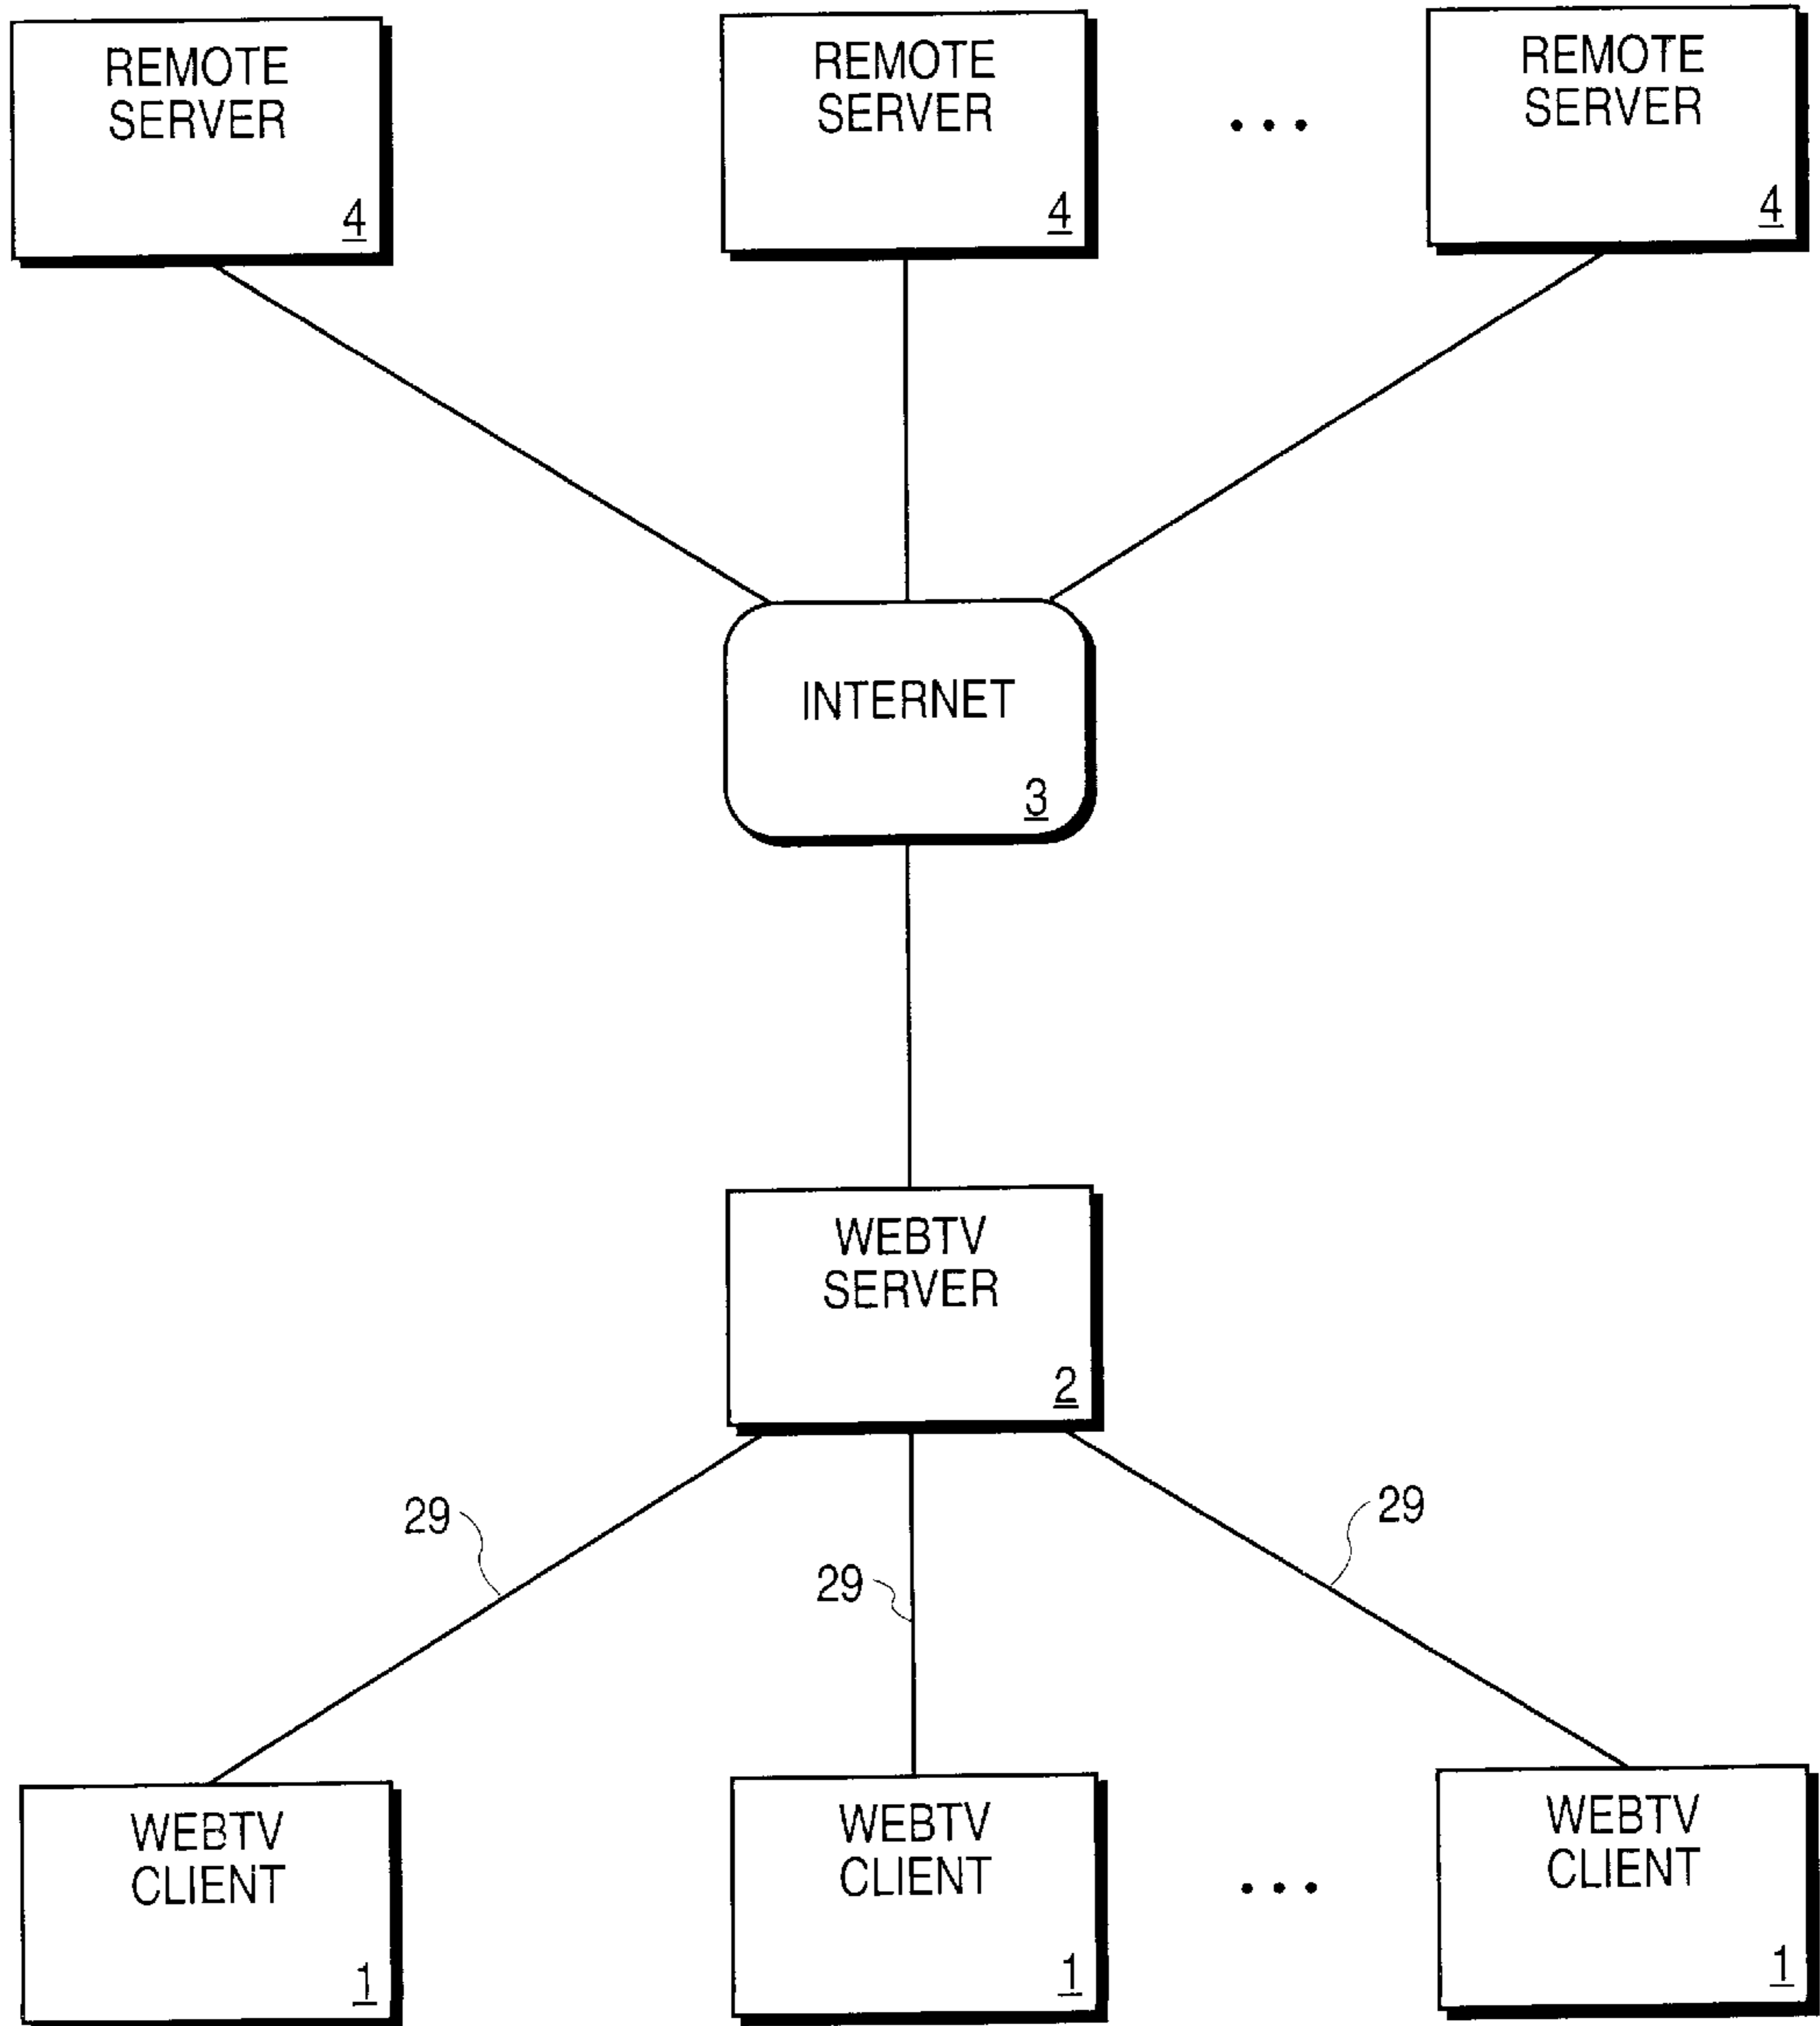 REMOTE
SERVER
4
REMOTE
SERVER
4
...
REMOTE
SERVER
4
INTERNET
3
WEBTV
SERVER
2
29
29
29
WEBTV
CLIENT
1
WEBTV
CLIENT
1
...
WEBTV
CLIENT
1